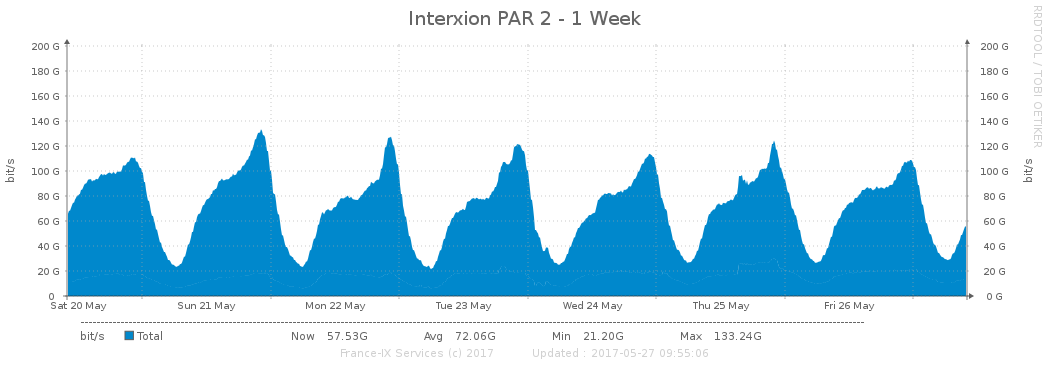 Interxion PAR 2 - 1 Week
RRDTOOL / TOBI OETIKER
bit/s
bit/s
200 G 200 G
180 G 180 G
160 G 160 G
140 G 140 G
120 G 120 G
100 G 100 G
80 G 80 G
60 G 60 G
40 G 40 G
20 G 20 G
0 0 G
Sat 20 May Sun 21 May Mon 22 May Tue 23 May Wed 24 May Thu 25 May Fri 26 May
bit/s Total Now 57.53G Avg 72.06G Min 21.20G Max 133.24G
France-IX Services (c) 2017 Updated : 2017-05-27 09:55:06